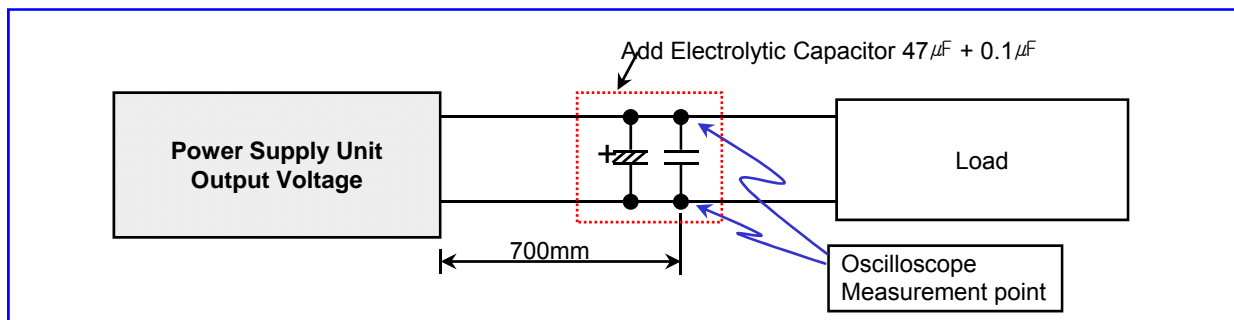 Add Electrolytic Capacitor 47㎌ + 0.1㎌
Power Supply Unit
Output Voltage
+
Load
700mm
Oscilloscope
Measurement point